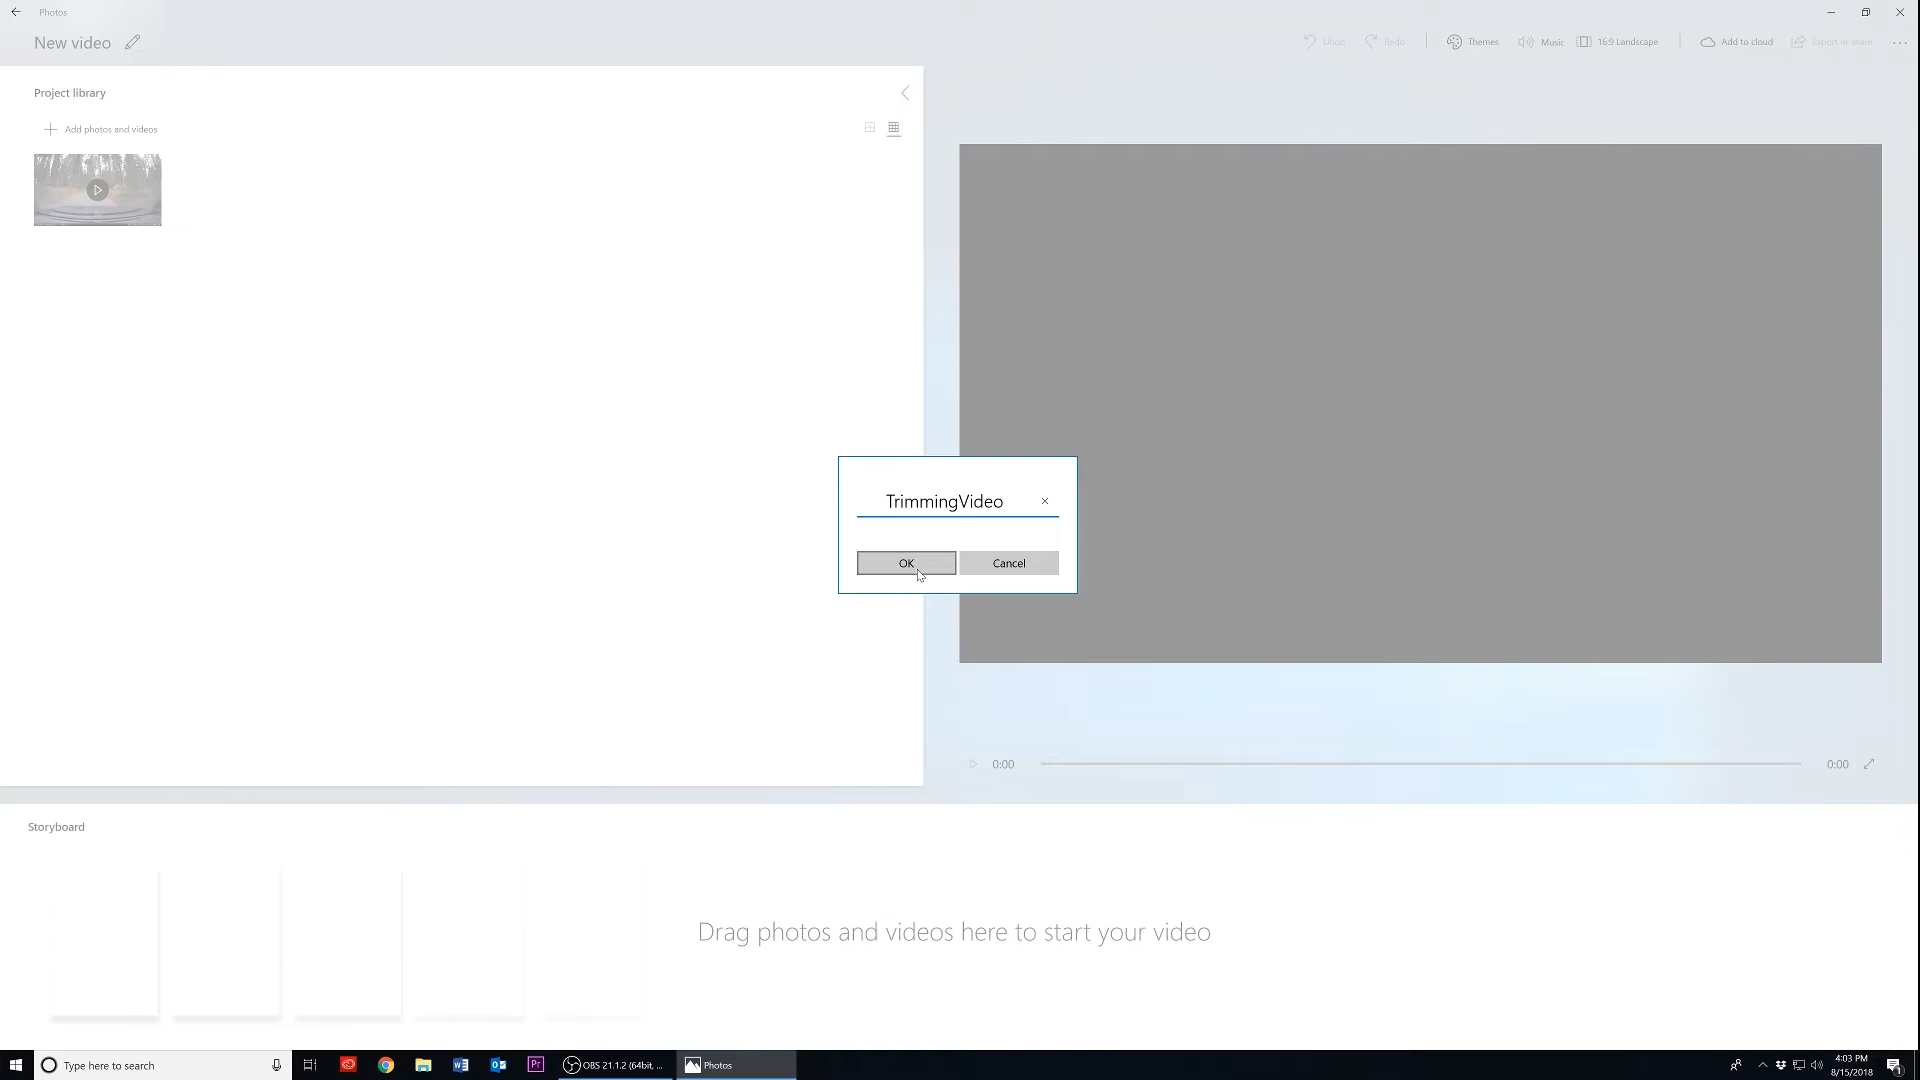 Photos
New video
Undo
Redo
Themes
Music
16:9 Landscape
Add to cloud
Export or share
Project library
Add photos and videos
TrimmingVideo
OK
Cancel
0:00
0:00
Storyboard
Drag photos and videos here to start your video
Type here to search
Pr
OBS 21.1.2 (64bit, ...
Photos
4:03 PM
8/15/2018
1